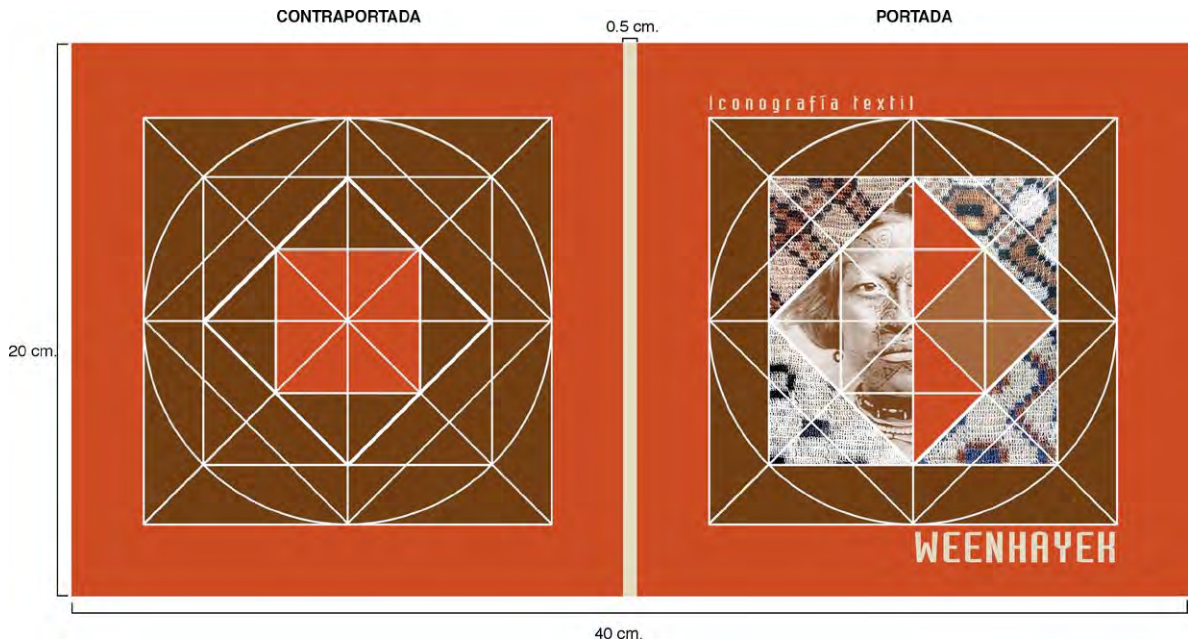 CONTRAPORTADA
0.5 cm.
PORTADA
Iconografía textil
20 cm.
WEENHAYEK
40 cm.